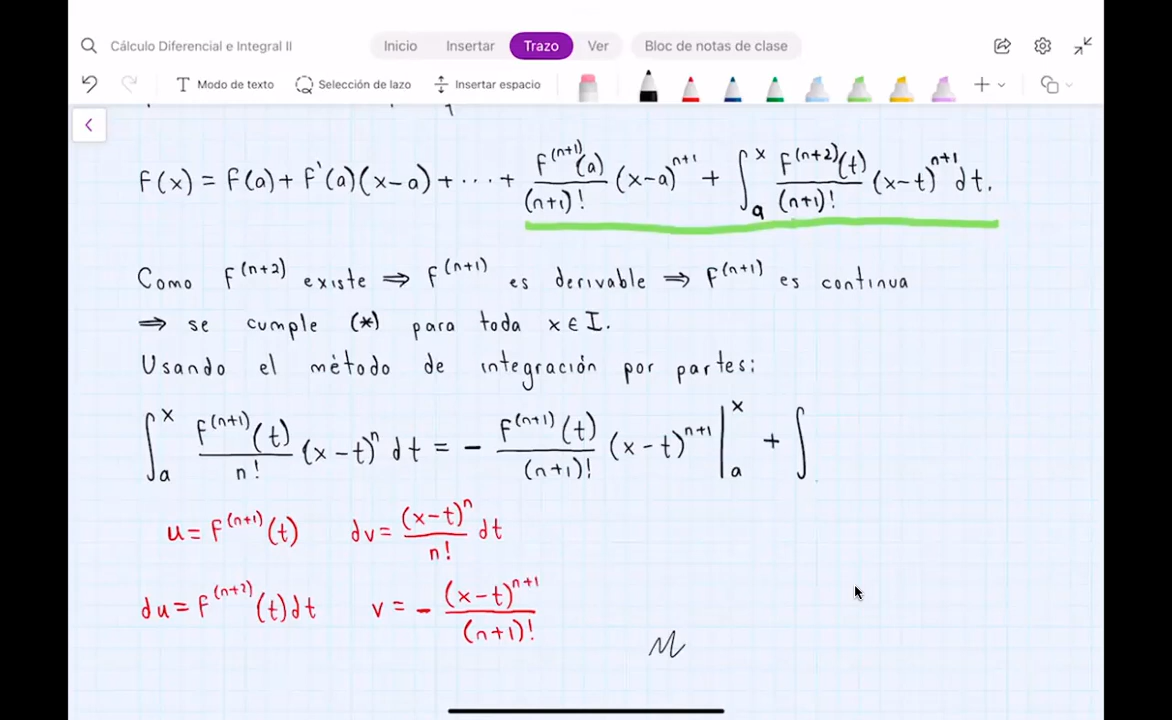 Cálculo Diferencial e Integral II Inicio Insertar Trazo Ver Bloc de notas de clase
Modo de texto Selección de lazo Insertar espacio
F(x) = F(a) + F'(a)(x-a) + ··· + F^(n+1)(a)/(n+1)! (x-a)^n+1 + ∫_a^x F^(n+2)(t)/(n+1)! (x-t)^n+1 dt.
Como F^(n+2) existe ⇒ F^(n+1) es derivable ⇒ F^(n+1) es continua
⇒ se cumple (*) para toda x ∈ I.
Usando el método de integración por partes:
∫_a^x F^(n+1)(t)/n! (x-t)^n dt = - F^(n+1)(t)/(n+1)! (x-t)^n+1 |_a^x + ∫
u = F^(n+1)(t) dv = (x-t)^n/n! dt
du = F^(n+2)(t)dt v = - (x-t)^n+1/(n+1)!